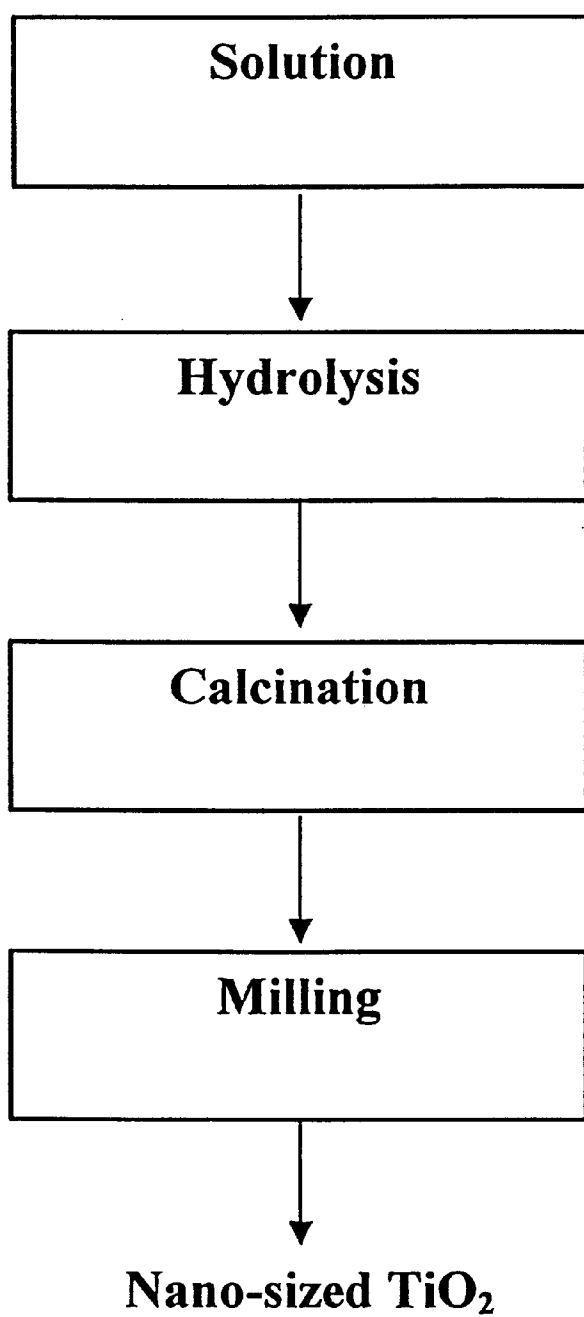 Solution
Hydrolysis
Calcination
Milling
Nano-sized TiO₂